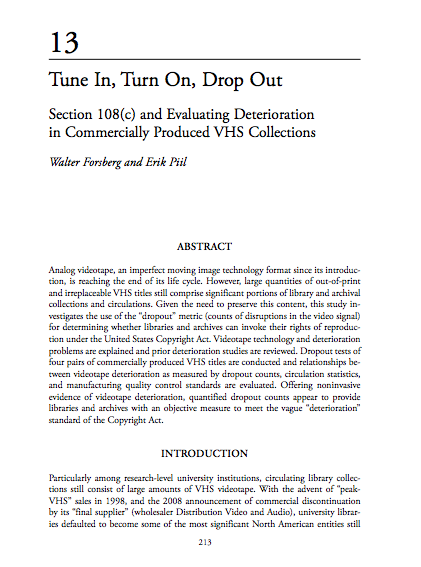 13
Tune In, Turn On, Drop Out
Section 108(c) and Evaluating Deterioration
in Commercially Produced VHS Collections
Walter Forsberg and Erik Piil
ABSTRACT
Analog videotape, an imperfect moving image technology format since its introduc-
tion, is reaching the end of its life cycle. However, large quantities of out-of-print
and irreplaceable VHS titles still comprise significant portions of library and archival
collections and circulations. Given the need to preserve this content, this study in-
vestigates the use of the “dropout” metric (counts of disruptions in the video signal)
for determining whether libraries and archives can invoke their rights of reproduc-
tion under the United States Copyright Act. Videotape technology and deterioration
problems are explained and prior deterioration studies are reviewed. Dropout tests of
four pairs of commercially produced VHS titles are conducted and relationships be-
tween videotape deterioration as measured by dropout counts, circulation statistics,
and manufacturing quality control standards are evaluated. Offering noninvasive
evidence of videotape deterioration, quantified dropout counts appear to provide
libraries and archives with an objective measure to meet the vague “deterioration”
standard of the Copyright Act.
INTRODUCTION
Particularly among research-level university institutions, circulating library collec-
tions still consist of large amounts of VHS videotape. With the advent of “peak-
VHS” sales in 1998, and the 2008 announcement of commercial discontinuation
by its “final supplier” (wholesaler Distribution Video and Audio), university librar-
ies defaulted to become some of the most significant North American entities still
213